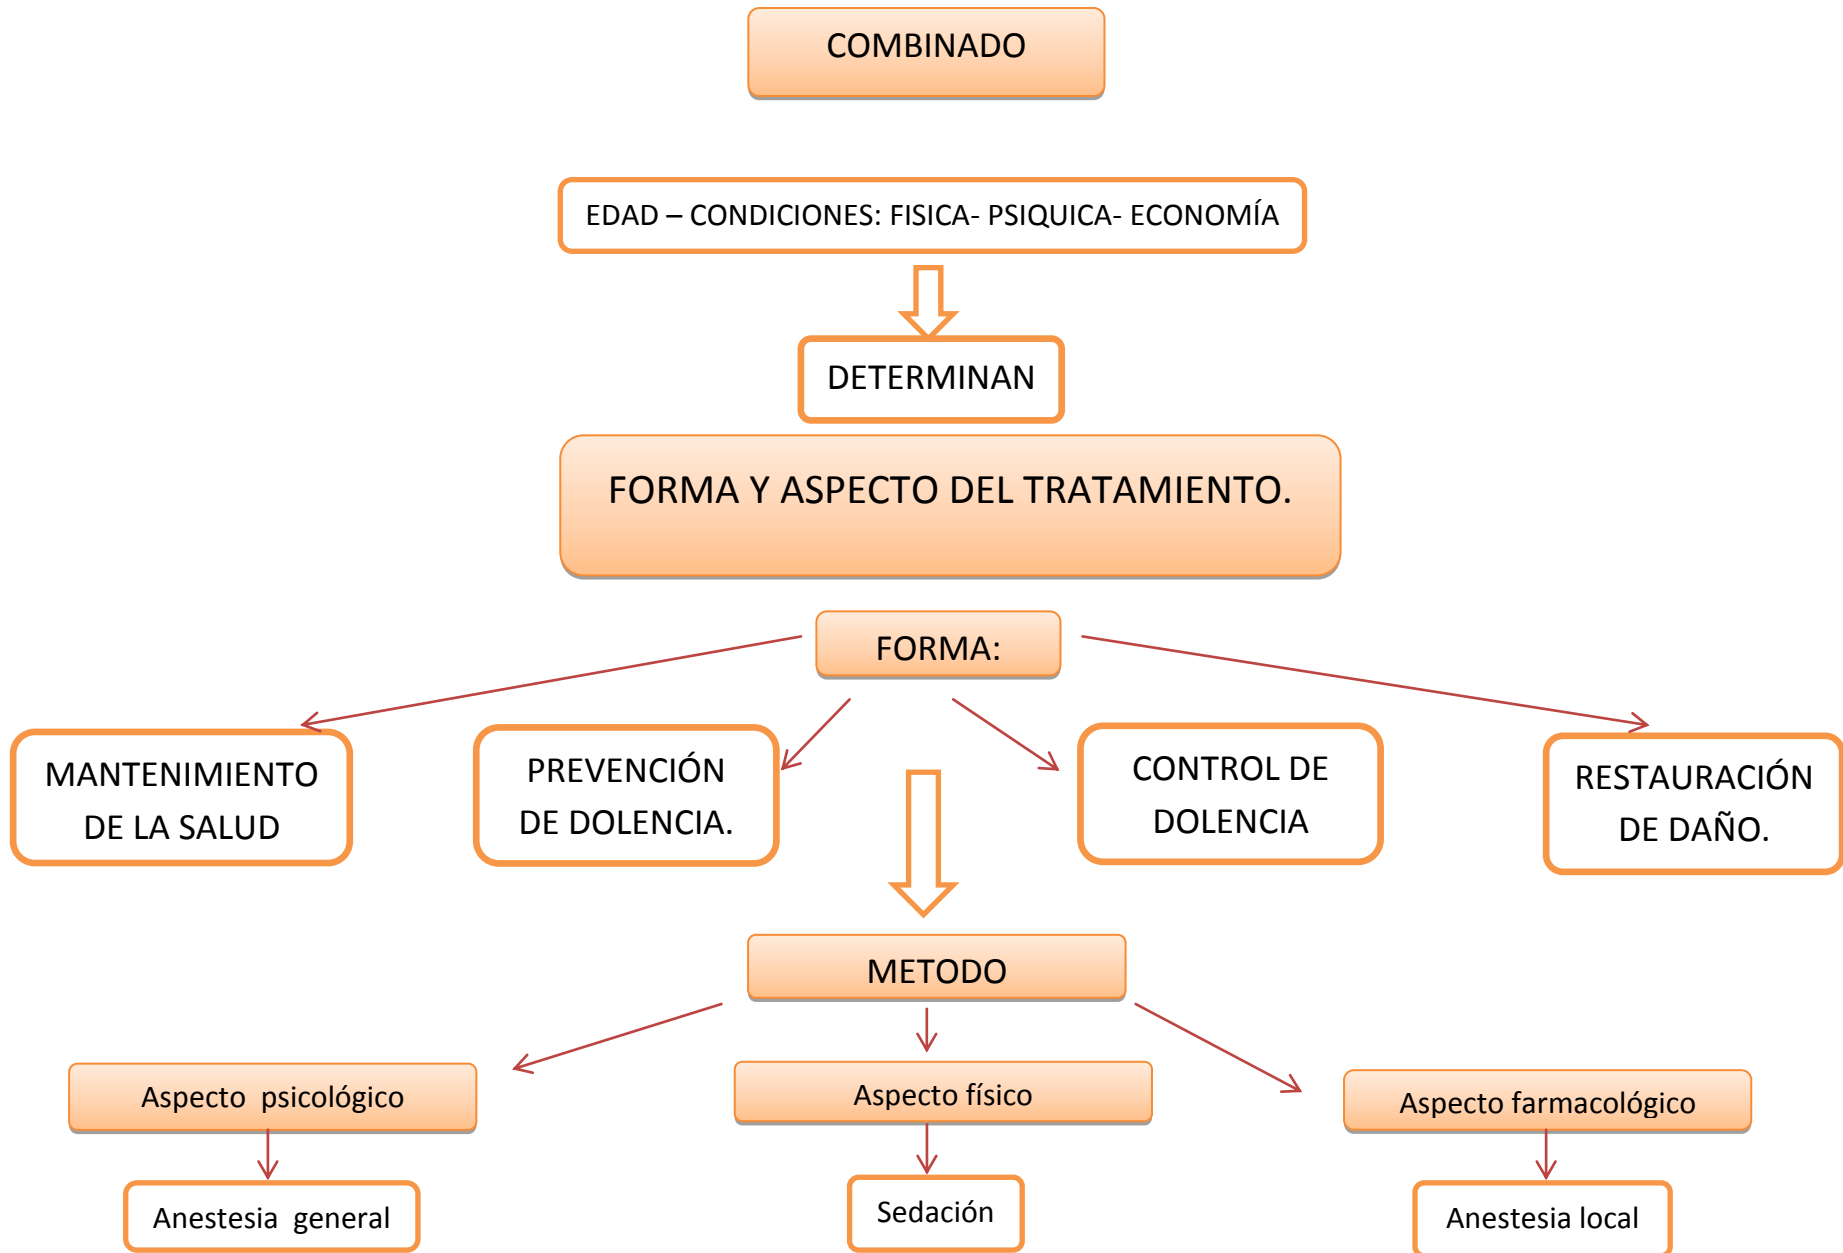 COMBINADO
EDAD – CONDICIONES: FISICA- PSIQUICA- ECONOMÍA
DETERMINAN
FORMA Y ASPECTO DEL TRATAMIENTO.
FORMA:
MANTENIMIENTO
DE LA SALUD
PREVENCIÓN
DE DOLENCIA.
CONTROL DE
DOLENCIA
RESTAURACIÓN
DE DAÑO.
METODO
Aspecto psicológico
Aspecto físico
Aspecto farmacológico
Anestesia general
Sedación
Anestesia local